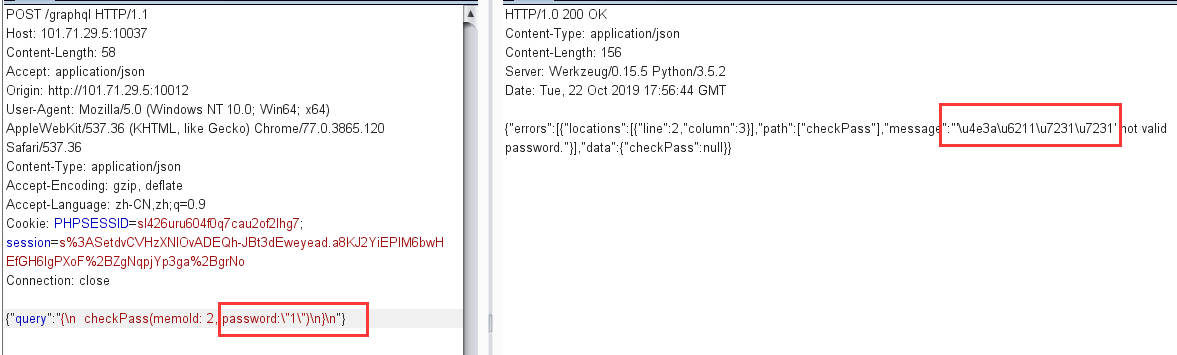 POST /graphql HTTP/1.1
Host: 101.71.29.5:10037
Content-Length: 58
Accept: application/json
Origin: http://101.71.29.5:10012
User-Agent: Mozilla/5.0 (Windows NT 10.0; Win64; x64)
AppleWebKit/537.36 (KHTML, like Gecko) Chrome/77.0.3865.120
Safari/537.36
Content-Type: application/json
Accept-Encoding: gzip, deflate
Accept-Language: zh-CN,zh;q=0.9
Cookie: PHPSESSID=sl426uru604f0q7cau2of2lhg7;
session=s%3ASetdvCVHzXNIOvADEQh-JBt3dEweyead.a8KJ2YiEPIM6bwH
EfGH6IgPXoF%2BZgNqpjYp3ga%2BgrNo
Connection: close
{"query":"{\n  checkPass(memoId: 2, password:\"1\")\n}\n"}
HTTP/1.0 200 OK
Content-Type: application/json
Content-Length: 156
Server: Werkzeug/0.15.5 Python/3.5.2
Date: Tue, 22 Oct 2019 17:56:44 GMT
{"errors":[{"locations":[{"line":2,"column":3}],"path":["checkPass"],"message":"'\u4e3a\u6211\u7231\u7231' not valid
password."}],"data":{"checkPass":null}}